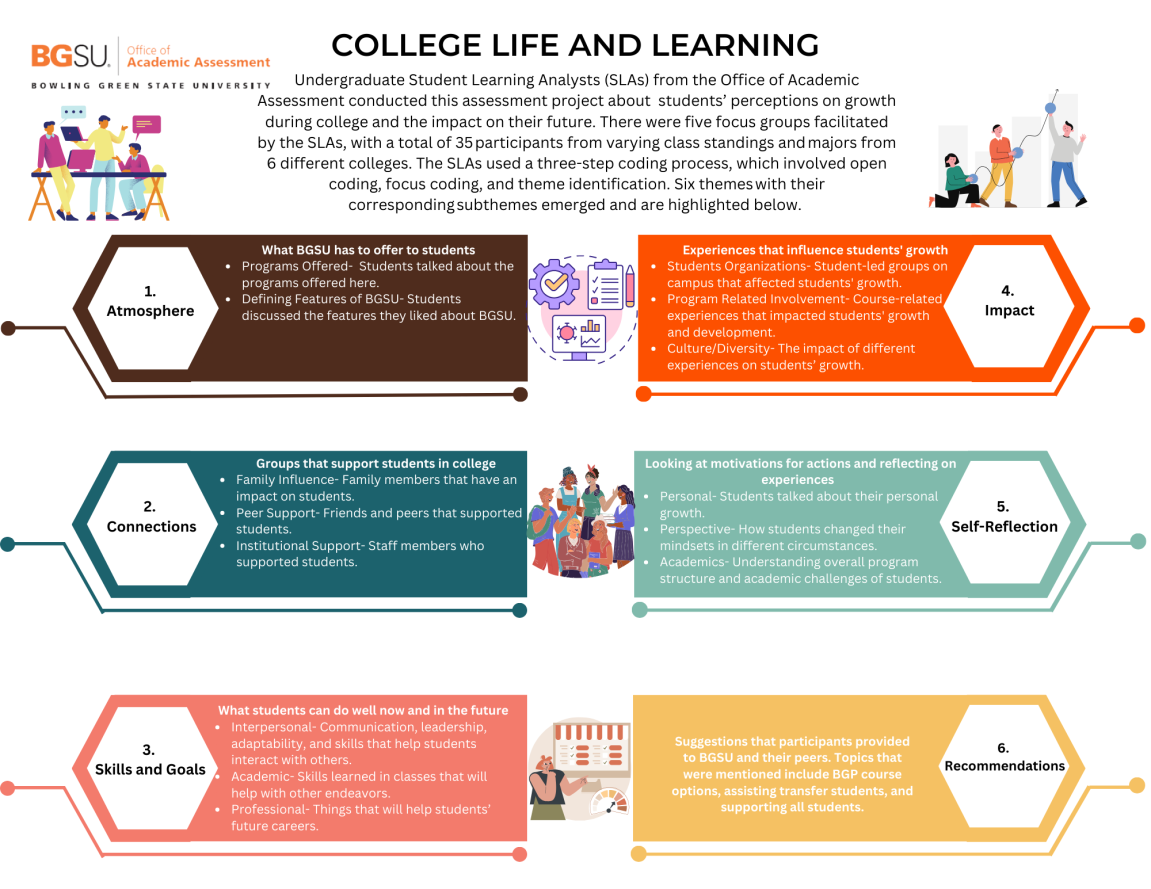 BGSU.
Office of
Academic Assessment
BOWLING GREEN STATE UNIVERSITY
COLLEGE LIFE AND LEARNING
Undergraduate Student Learning Analysts (SLAs) from the Office of Academic
Assessment conducted this assessment project about students’ perceptions on growth
during college and the impact on their future. There were five focus groups facilitated
by the SLAs, with a total of 35 participants from varying class standings and majors from
6 different colleges. The SLAs used a three-step coding process, which involved open
coding, focus coding, and theme identification. Six themes with their
corresponding subthemes emerged and are highlighted below.
1.
Atmosphere
What BGSU has to offer to students
• Programs Offered- Students talked about the
programs offered here.
• Defining Features of BGSU- Students
discussed the features they liked about BGSU.
2.
Connections
Groups that support students in college
• Family Influence- Family members that have an
impact on students.
• Peer Support- Friends and peers that supported
students.
• Institutional Support- Staff members who
supported students.
3.
Skills and Goals
What students can do well now and in the future
• Interpersonal- Communication, leadership,
adaptability, and skills that help students
interact with others.
• Academic- Skills learned in classes that will
help with other endeavors.
• Professional- Things that will help students’
future careers.
4.
Impact
Experiences that influence students' growth
• Students Organizations- Student-led groups on
campus that affected students' growth.
• Program Related Involvement- Course-related
experiences that impacted students' growth
and development.
• Culture/Diversity- The impact of different
experiences on students’ growth.
5.
Self-Reflection
Looking at motivations for actions and reflecting on
experiences
• Personal- Students talked about their personal
growth.
• Perspective- How students changed their
mindsets in different circumstances.
• Academics- Understanding overall program
structure and academic challenges of students.
6.
Recommendations
Suggestions that participants provided
to BGSU and their peers. Topics that
were mentioned include BGP course
options, assisting transfer students, and
supporting all students.